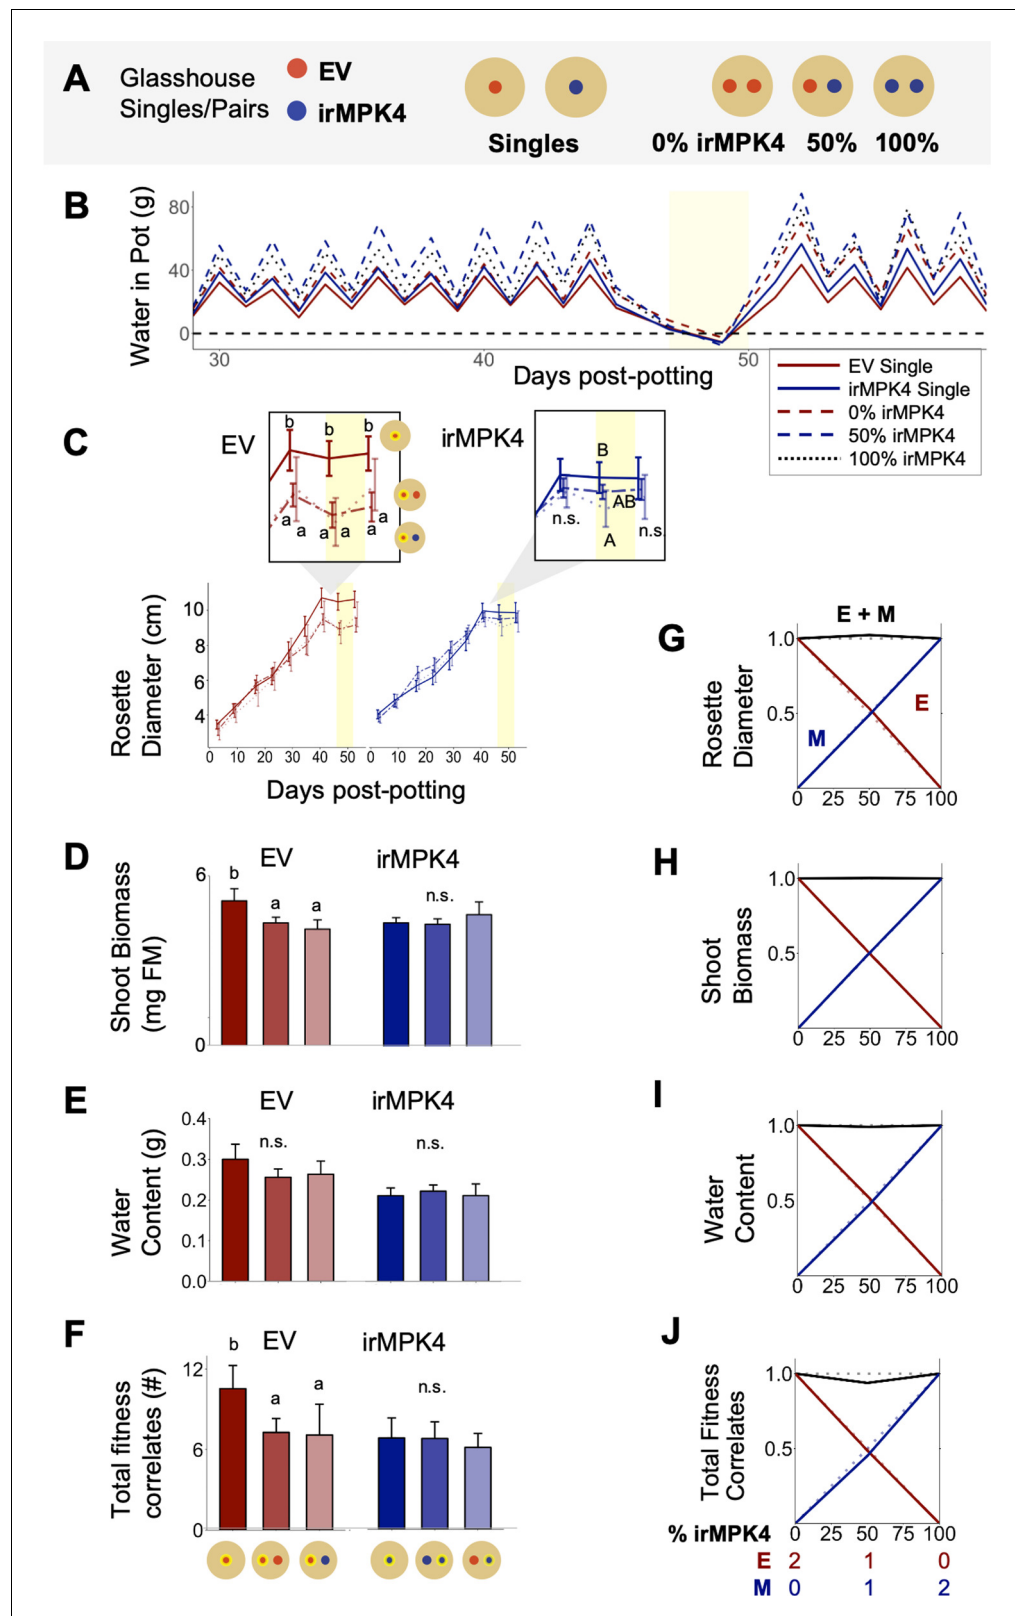 A
Glasshouse
Singles/Pairs
EV
irMPK4
Singles
0% irMPK4 50% 100%
B
Water in Pot (g)
80
40
0
30 40 50
Days post-potting
EV Single
irMPK4 Single
0% irMPK4
50% irMPK4
100% irMPK4
C
EV
b b b
a a a a a a
irMPK4
B
AB
n.s. n.s.
A
Rosette
Diameter (cm)
10
8
6
4
0 10 20 30 40 50
0 10 20 30 40 50
Days post-potting
D
EV irMPK4
Shoot Biomass
(mg FM)
6
0
b a a
n.s.
E
EV irMPK4
Water
Content (g)
0.4
0.3
0.2
0.1
0.0
n.s. n.s.
F
EV irMPK4
Total fitness
correlates (#)
12
6
0
b a a
n.s.
G
E + M
Rosette
Diameter
1.0
0.5
E
M
0 25 50 75 100
H
Shoot
Biomass
1.0
0.5
0 25 50 75 100
I
Water
Content
1.0
0.5
0 25 50 75 100
J
Total Fitness
Correlates
1.0
0.5
% irMPK4 0 25 50 75 100
E 2 1 0
M 0 1 2